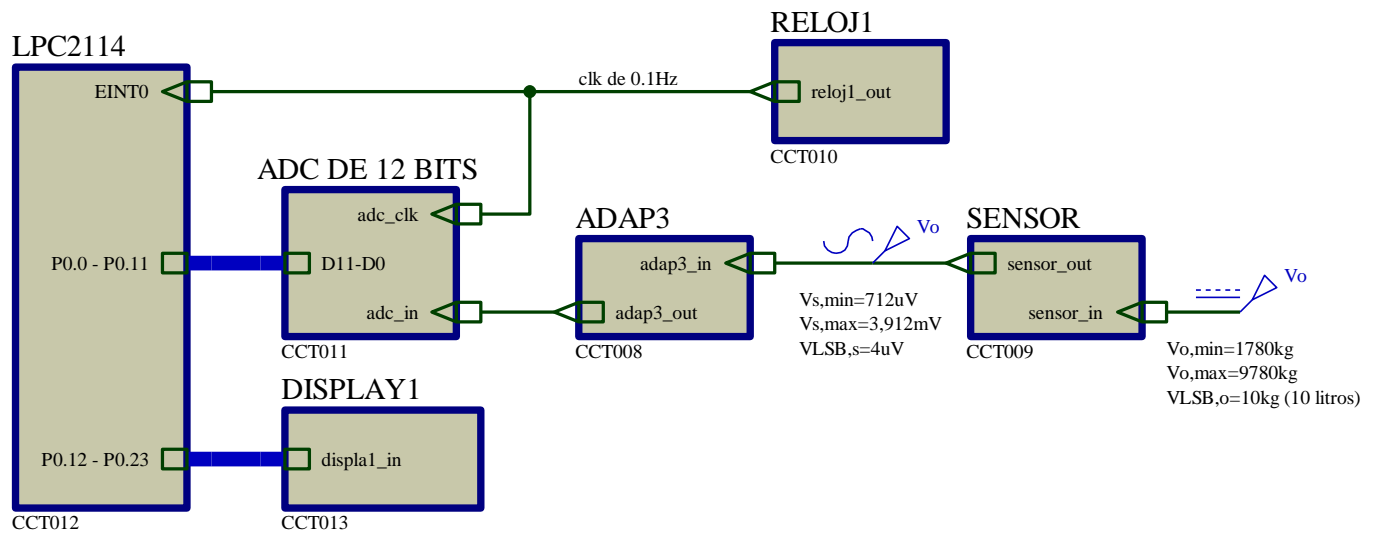 RELOJ1
LPC2114
clk de 0.1Hz
EINT0
reloj1_out
CCT010
ADC DE 12 BITS
adc_clk
ADAP3
SENSOR
Vo
P0.0 - P0.11
D11-D0
adap3_in
sensor_out
Vo
adc_in
adap3_out
sensor_in
Vs,min=712uV
Vs,max=3,912mV
VLSB,s=4uV
CCT011
CCT008
CCT009
Vo,min=1780kg
Vo,max=9780kg
VLSB,o=10kg (10 litros)
DISPLAY1
P0.12 - P0.23
displa1_in
CCT012
CCT013